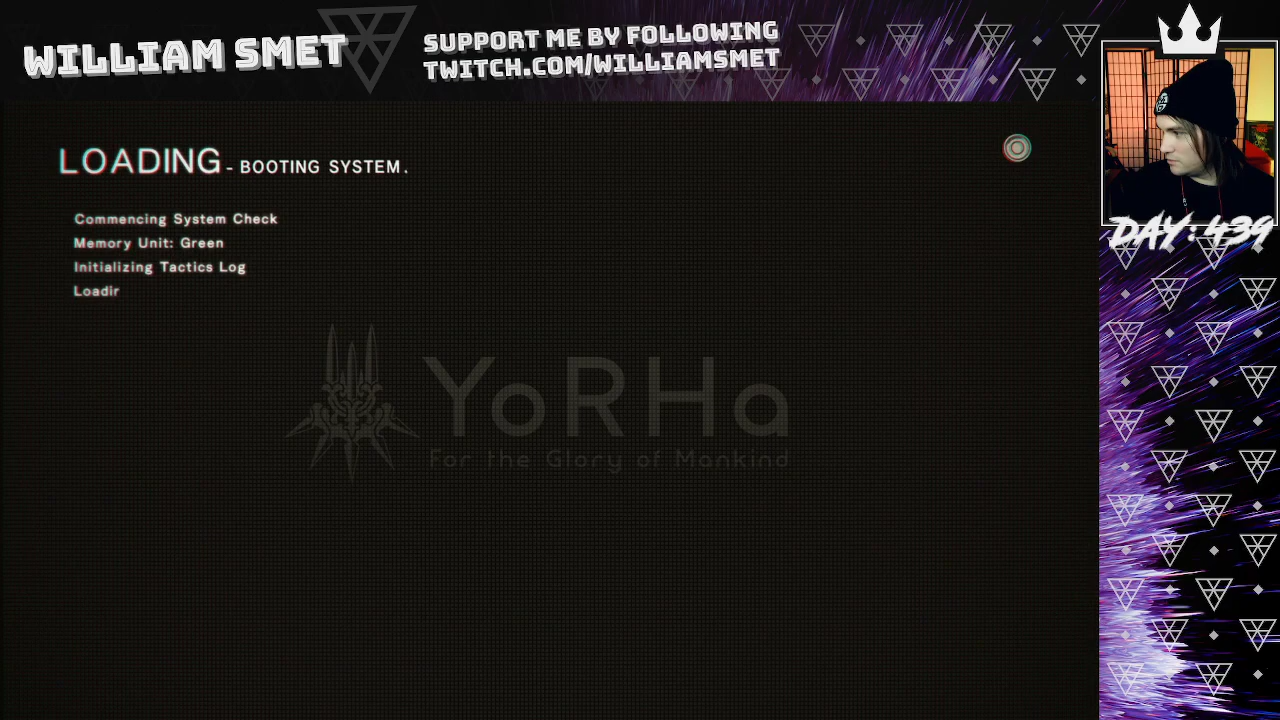 WILLIAM SMET
SUPPORT ME BY FOLLOWING
TWITCH.COM/WILLIAMSMET
LOADING - BOOTING SYSTEM.
Commencing System Check
Memory Unit: Green
Initializing Tactics Log
Loadir
YoRHa
For the Glory of Mankind
DAY:439